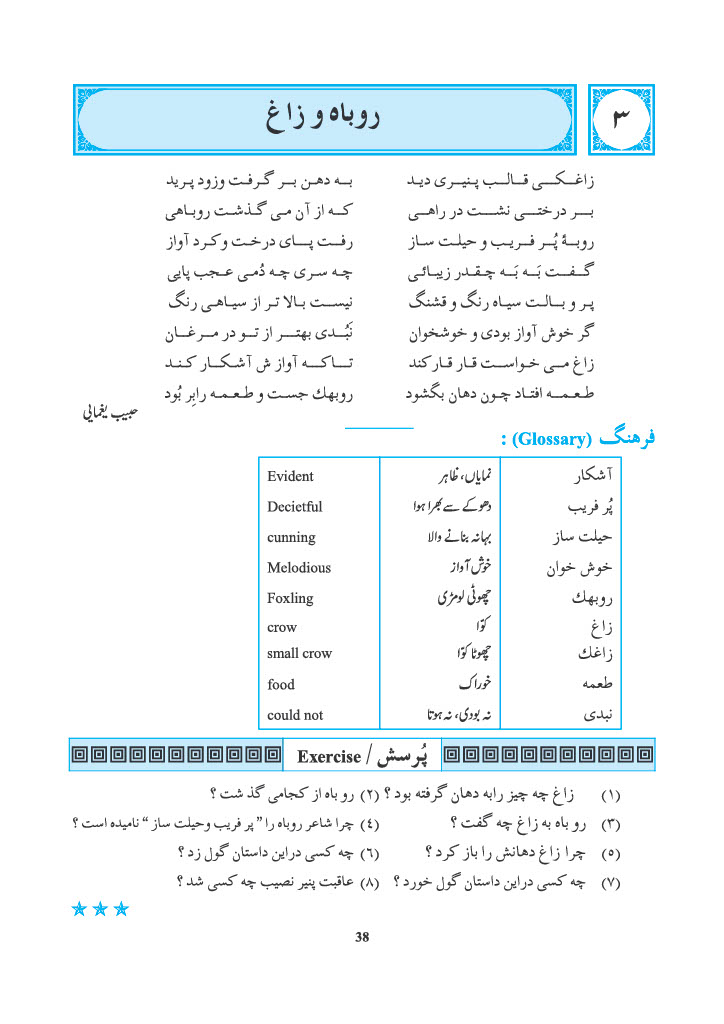 ۳
روباه و زاغ
زاغکی قالب پنیری دید به دهن بر گرفت وزود پرید
بر درختی نشست در راهی که از آن می گذشت روباهی
روبهٔ پُر فریب و حیلت ساز رفت پای درخت وکرد آواز
گفت بَه بَه چقدر زیبائی چه سری چه دُمی عجب پایی
پر و بالت سیاه رنگ و قشنگ نیست بالا تر از سیاهی رنگ
گر خوش آواز بودی و خوشخوان نَبُدی بهتر از تو در مرغان
زاغ می خواست قار قار کند تاکه آواز ش آشکار کند
طعمه افتاد چون دهان بگشود روبهك جست و طعمه رابِر بُود
حبیب یغمایی
فرہنگ (Glossary) :
آشکار نمایاں، ظاہر Evident
پُر فریب دھوکے سے بھرا ہوا Decietful
حیلت ساز بہانہ بنانے والا cunning
خوش خوان خوش آواز Melodious
روبهك چھوٹی لومڑی Foxling
زاغ کوّا crow
زاغك چھوٹا کوّا small crow
طعمه خوراک food
نبدی نہ بودی، نہ ہوتا could not
پُرسش / Exercise
(۱) زاغ چه چیز رابه دهان گرفته بود ؟ (۲) رو باه از کجامی گذ شت ؟
(۳) رو باه به زاغ چه گفت ؟ (۴) چرا شاعر روباه را ” پر فریب وحیلت ساز “ نامیده است ؟
(۵) چرا زاغ دهانش را باز کرد ؟ (۶) چه کسی دراین داستان گول زد ؟
(۷) چه کسی دراین داستان گول خورد ؟ (۸) عاقبت پنیر نصیب چه کسی شد ؟
38